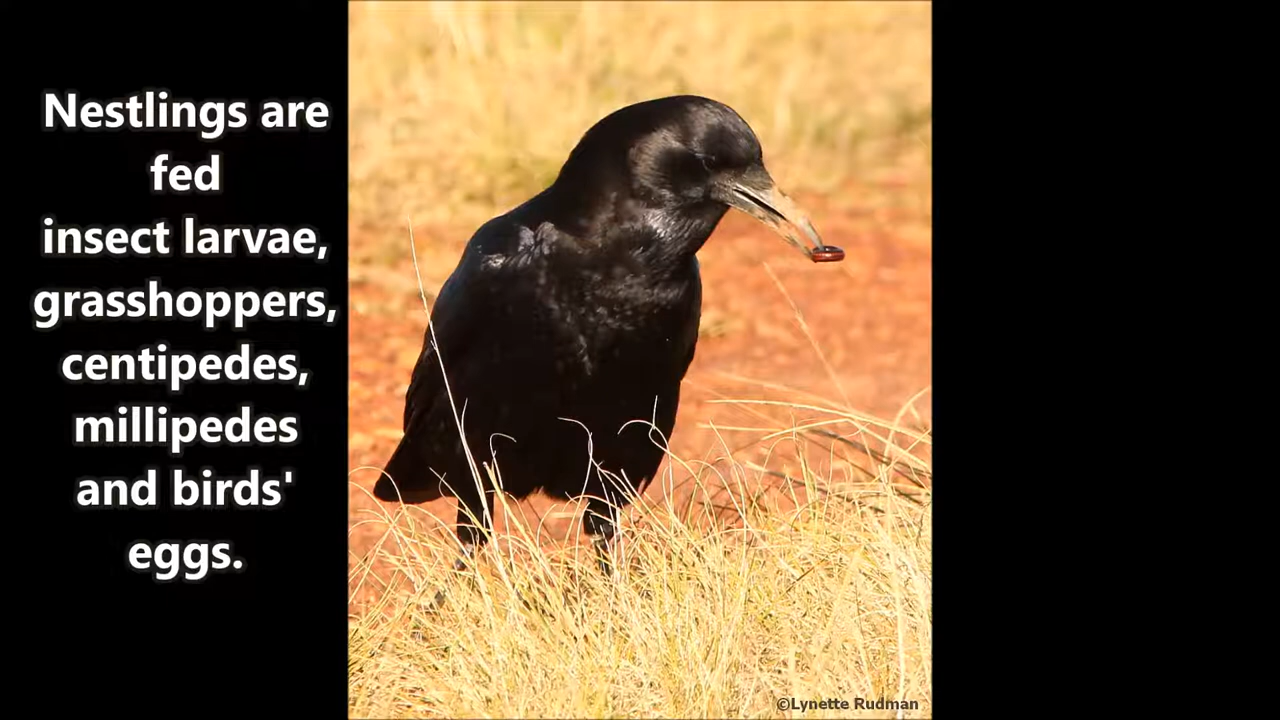 Nestlings are
fed
insect larvae,
grasshoppers,
centipedes,
millipedes
and birds'
eggs.
©Lynette Rudman